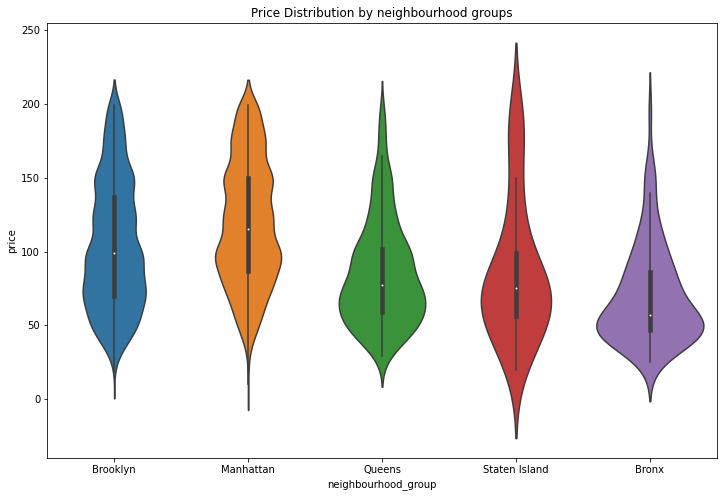 Price Distribution by neighbourhood groups
250
200
150
100
50
0
price
Brooklyn Manhattan Queens Staten Island Bronx
neighbourhood_group